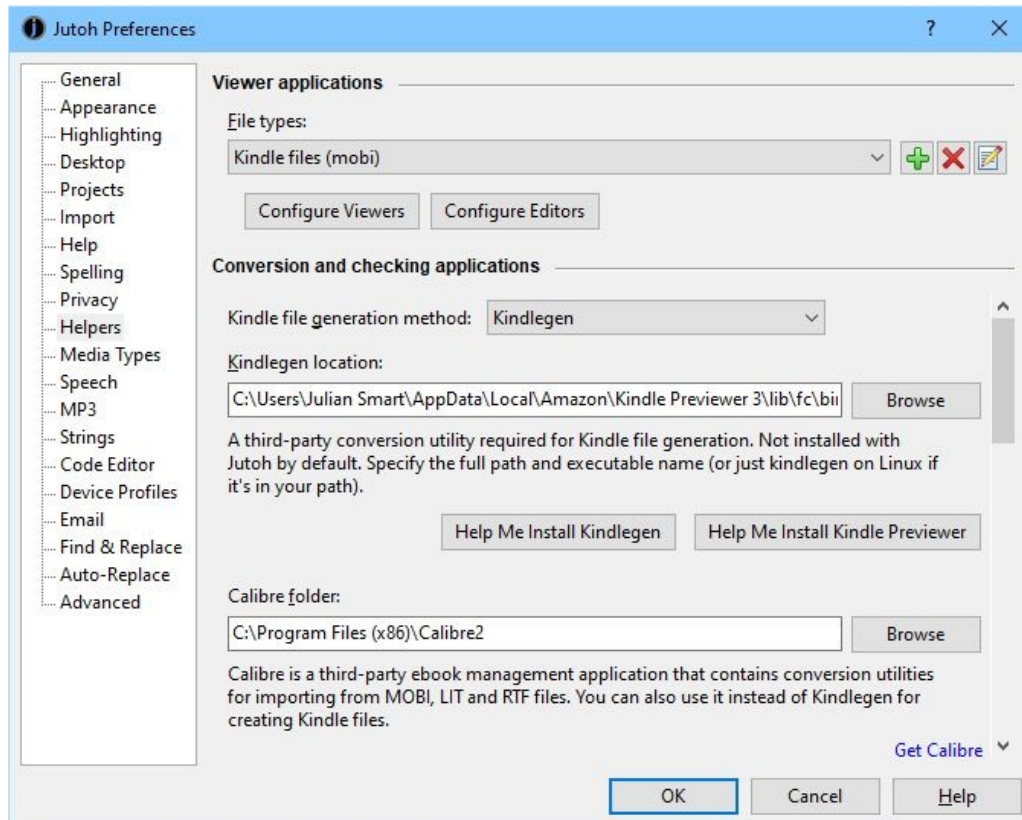 Jutoh Preferences
?
General
Appearance
Highlighting
Desktop
Projects
Import
Help
Spelling
Privacy
Helpers
Media Types
Speech
MP3
Strings
Code Editor
Device Profiles
Email
Find & Replace
Auto-Replace
Advanced
Viewer applications
File types:
Kindle files (mobi)
Configure Viewers
Configure Editors
Conversion and checking applications
Kindle file generation method:
Kindlegen
Kindlegen location:
C:\Users\Julian Smart\AppData\Local\Amazon\Kindle Previewer 3\lib\fc\bin
Browse
A third-party conversion utility required for Kindle file generation. Not installed with
Jutoh by default. Specify the full path and executable name (or just kindlegen on Linux if
it's in your path).
Help Me Install Kindlegen
Help Me Install Kindle Previewer
Calibre folder:
C:\Program Files (x86)\Calibre2
Browse
Calibre is a third-party ebook management application that contains conversion utilities
for importing from MOBI, LIT and RTF files. You can also use it instead of Kindlegen for
creating Kindle files.
Get Calibre
OK
Cancel
Help